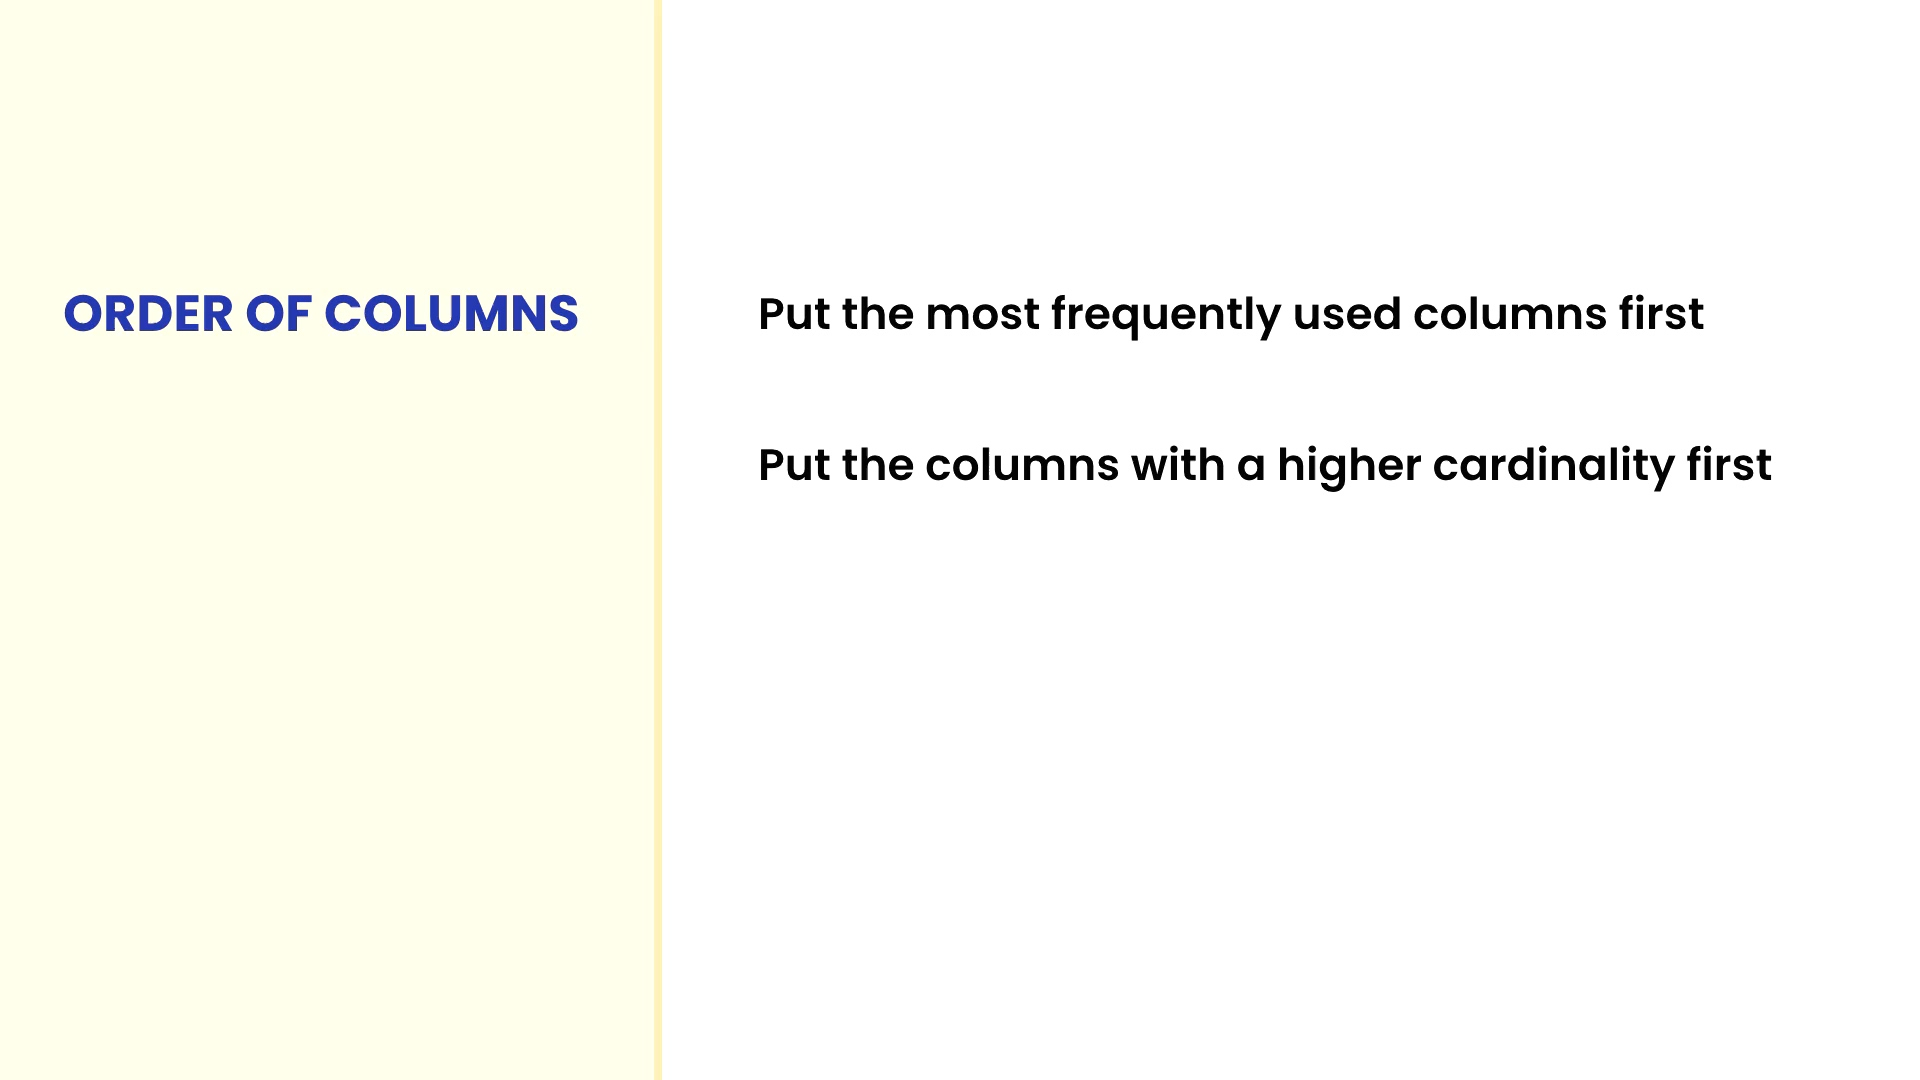 ORDER OF COLUMNS
Put the most frequently used columns first
Put the columns with a higher cardinality first